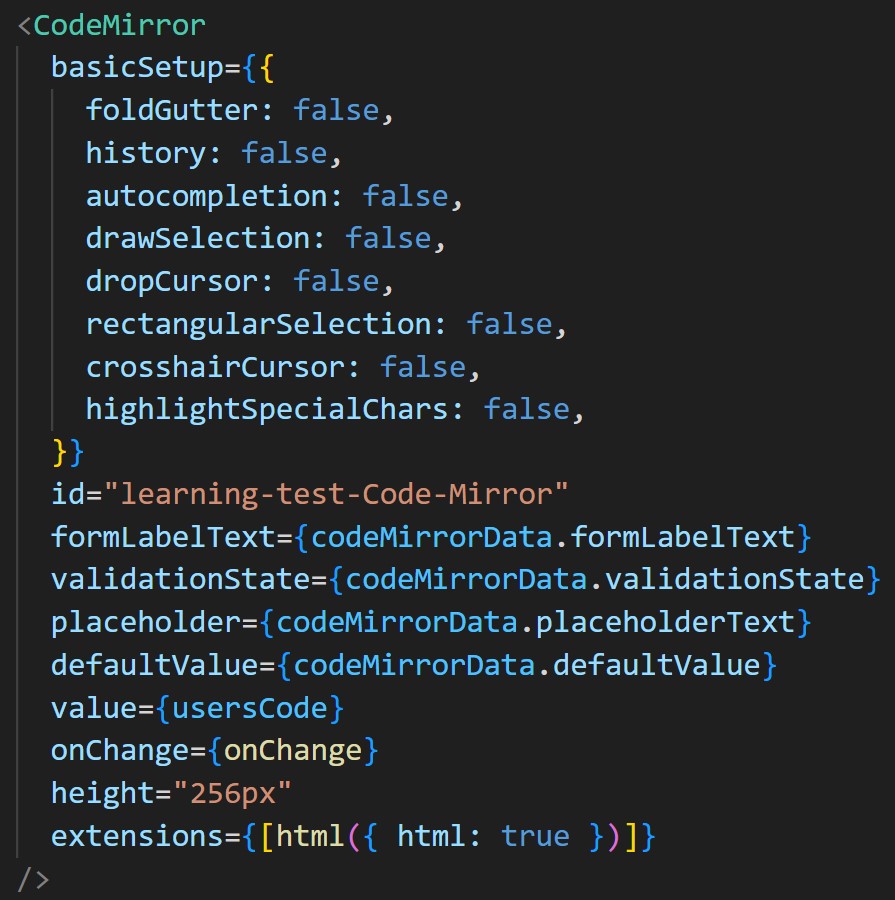 <CodeMirror
basicSetup={{
foldGutter: false,
history: false,
autocompletion: false,
drawSelection: false,
dropCursor: false,
rectangularSelection: false,
crosshairCursor: false,
highlightSpecialChars: false,
}}
id="learning-test-Code-Mirror"
formLabelText={codeMirrorData.formLabelText}
validationState={codeMirrorData.validationState}
placeholder={codeMirrorData.placeholderText}
defaultValue={codeMirrorData.defaultValue}
value={usersCode}
onChange={onChange}
height="256px"
extensions={[html({ html: true })]}
/>